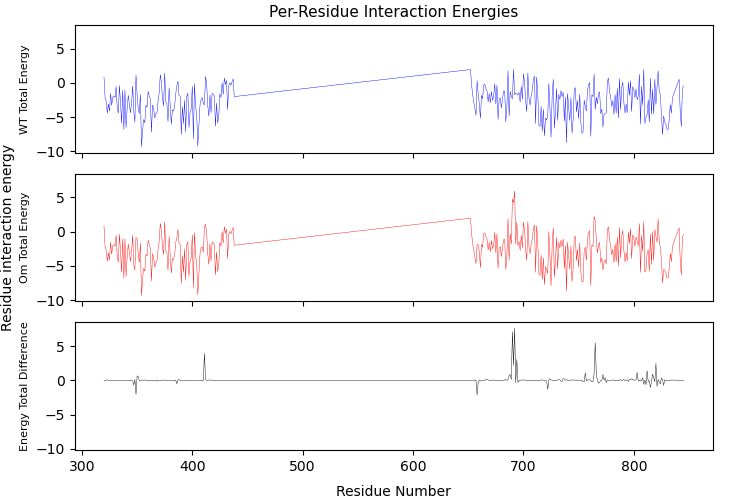 Per-Residue Interaction Energies
WT Total Energy
5
0
−5
−10
Residue interaction energy
Om Total Energy
5
0
−5
−10
Energy Total Difference
5
0
−5
−10
300 400 500 600 700 800
Residue Number